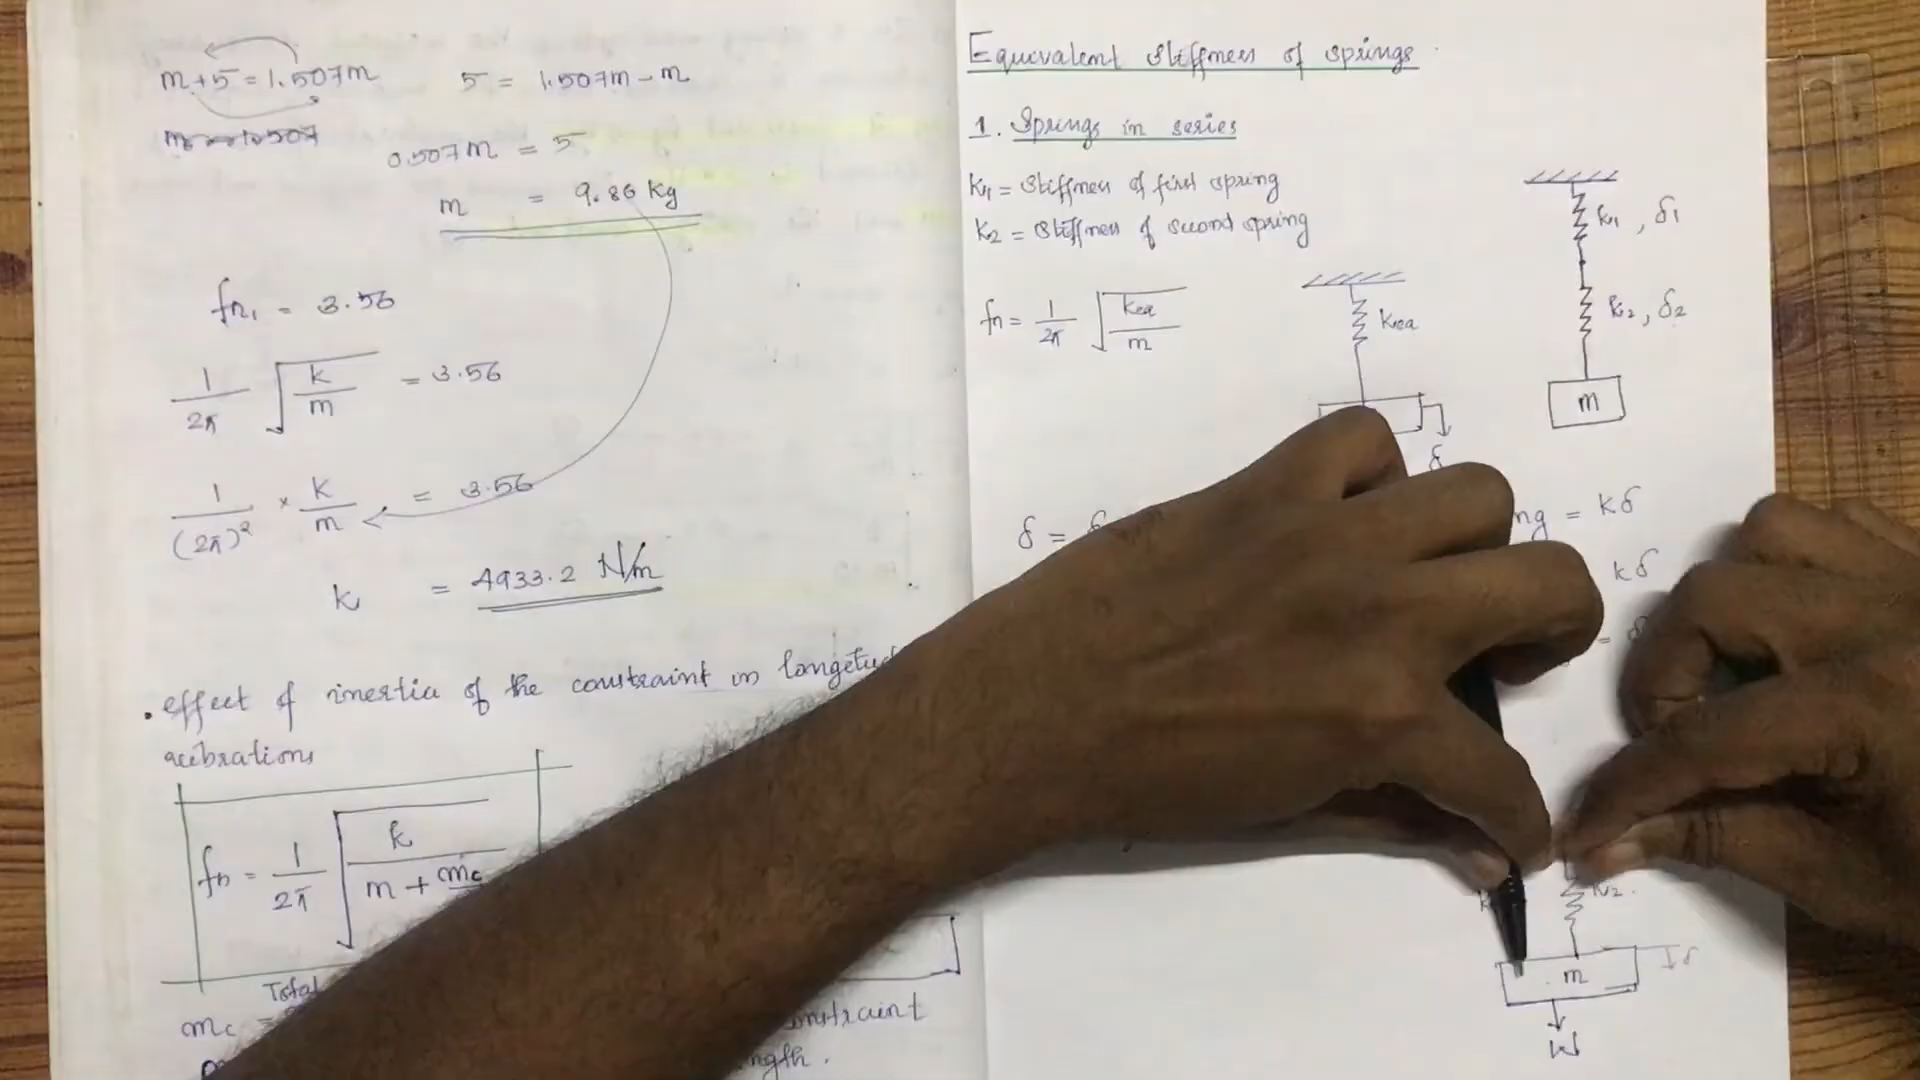 m+5 = 1.507m
5 = 1.507m - m
0.507m = 5
m = 9.86 kg
fn₁ = 3.56
1/2π √(k/m) = 3.56
1/(2π)² × k/m = 3.56
k = 4933.2 N/m
effect of inertia of the constraint in
vibrations
fn = 1/2π √(k/(m + mc
Total
mc =
constraint
Equivalent stiffness of springs
1. Springs in series
k1 = Stiffness of first spring
k2 = Stiffness of second spring
fn = 1/2π √(keq/m)
keq
δ
k1, δ1
k2, δ2
m
δ =
mg = kδ
kδ
k2
m
δ
W